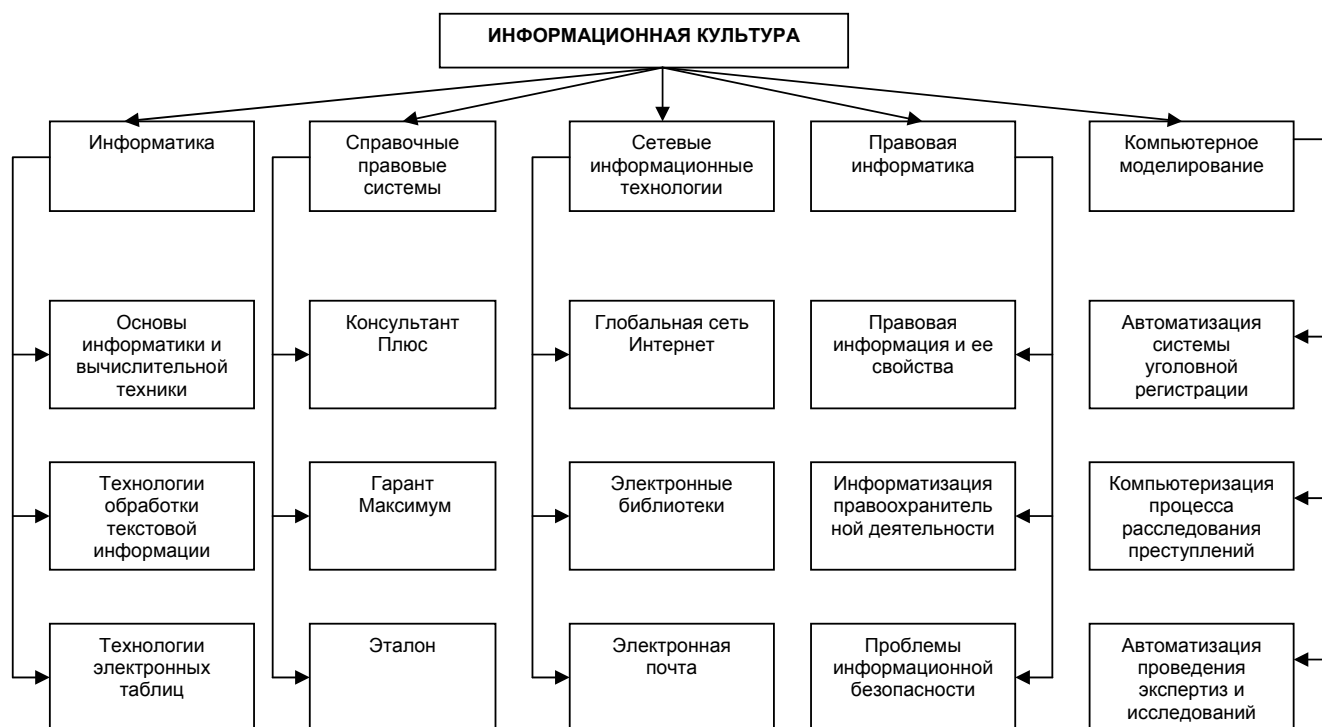 ИНФОРМАЦИОННАЯ КУЛЬТУРА
Информатика
Справочные
правовые
системы
Сетевые
информационные
технологии
Правовая
информатика
Компьютерное
моделирование
Основы
информатики и
вычислительной
техники
Консультант
Плюс
Глобальная сеть
Интернет
Правовая
информация и ее
свойства
Автоматизация
системы
уголовной
регистрации
Технологии
обработки
текстовой
информации
Гарант
Максимум
Электронные
библиотеки
Информатизация
правоохранитель
ной деятельности
Компьютеризация
процесса
расследования
преступлений
Технологии
электронных
таблиц
Эталон
Электронная
почта
Проблемы
информационной
безопасности
Автоматизация
проведения
экспертиз и
исследований